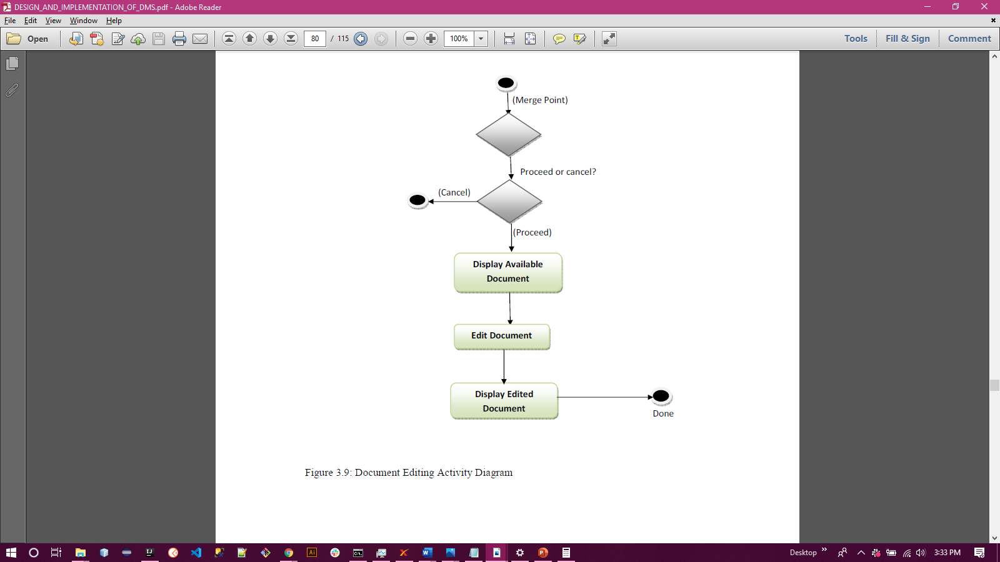 DESIGN_AND_IMPLEMENTATION_OF_DMS.pdf - Adobe Reader
File Edit View Window Help
Open 80 / 115 100% Tools Fill & Sign Comment
(Merge Point)
Proceed or cancel?
(Cancel)
(Proceed)
Display Available
Document
Edit Document
Display Edited
Document
Done
Figure 3.9: Document Editing Activity Diagram
Desktop 3:33 PM